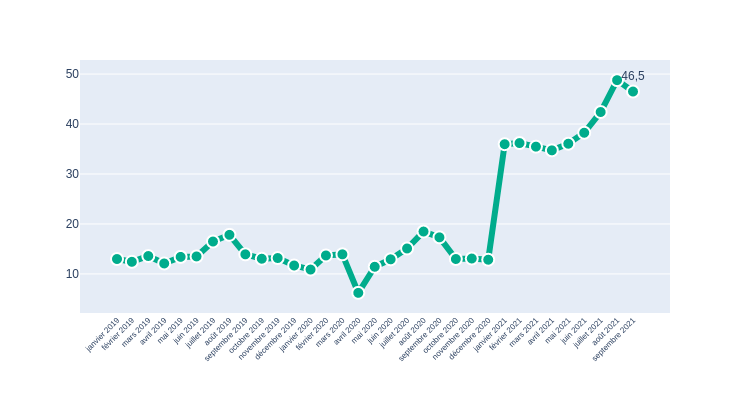 50
46,5
40
30
20
10
janvier 2019
février 2019
mars 2019
avril 2019
mai 2019
juin 2019
juillet 2019
août 2019
septembre 2019
octobre 2019
novembre 2019
décembre 2019
janvier 2020
février 2020
mars 2020
avril 2020
mai 2020
juin 2020
juillet 2020
août 2020
septembre 2020
octobre 2020
novembre 2020
décembre 2020
janvier 2021
février 2021
mars 2021
avril 2021
mai 2021
juin 2021
juillet 2021
août 2021
septembre 2021